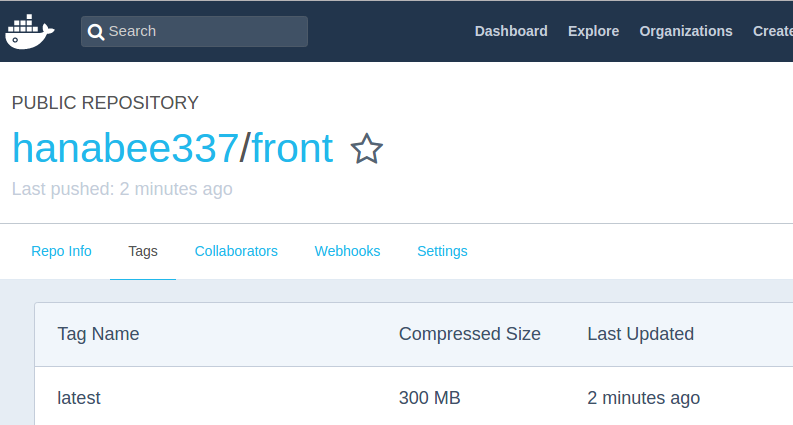 Search Dashboard Explore Organizations Create
PUBLIC REPOSITORY
hanabee337/front
Last pushed: 2 minutes ago
Repo Info Tags Collaborators Webhooks Settings
Tag Name Compressed Size Last Updated
latest 300 MB 2 minutes ago